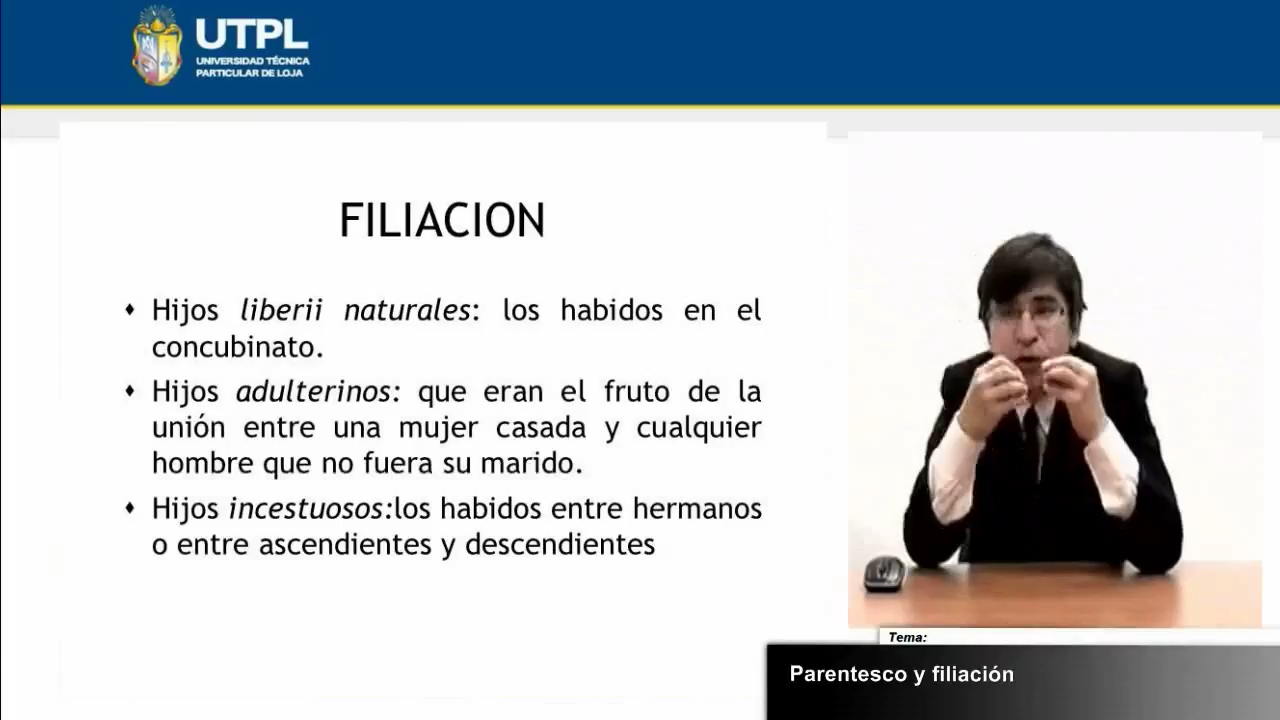 UTPL
UNIVERSIDAD TÉCNICA
PARTICULAR DE LOJA
FILIACION
♦ Hijos liberii naturales: los habidos en el
concubinato.
♦ Hijos adulterinos: que eran el fruto de la
unión entre una mujer casada y cualquier
hombre que no fuera su marido.
♦ Hijos incestuosos:los habidos entre hermanos
o entre ascendientes y descendientes
Tema:
Parentesco y filiación